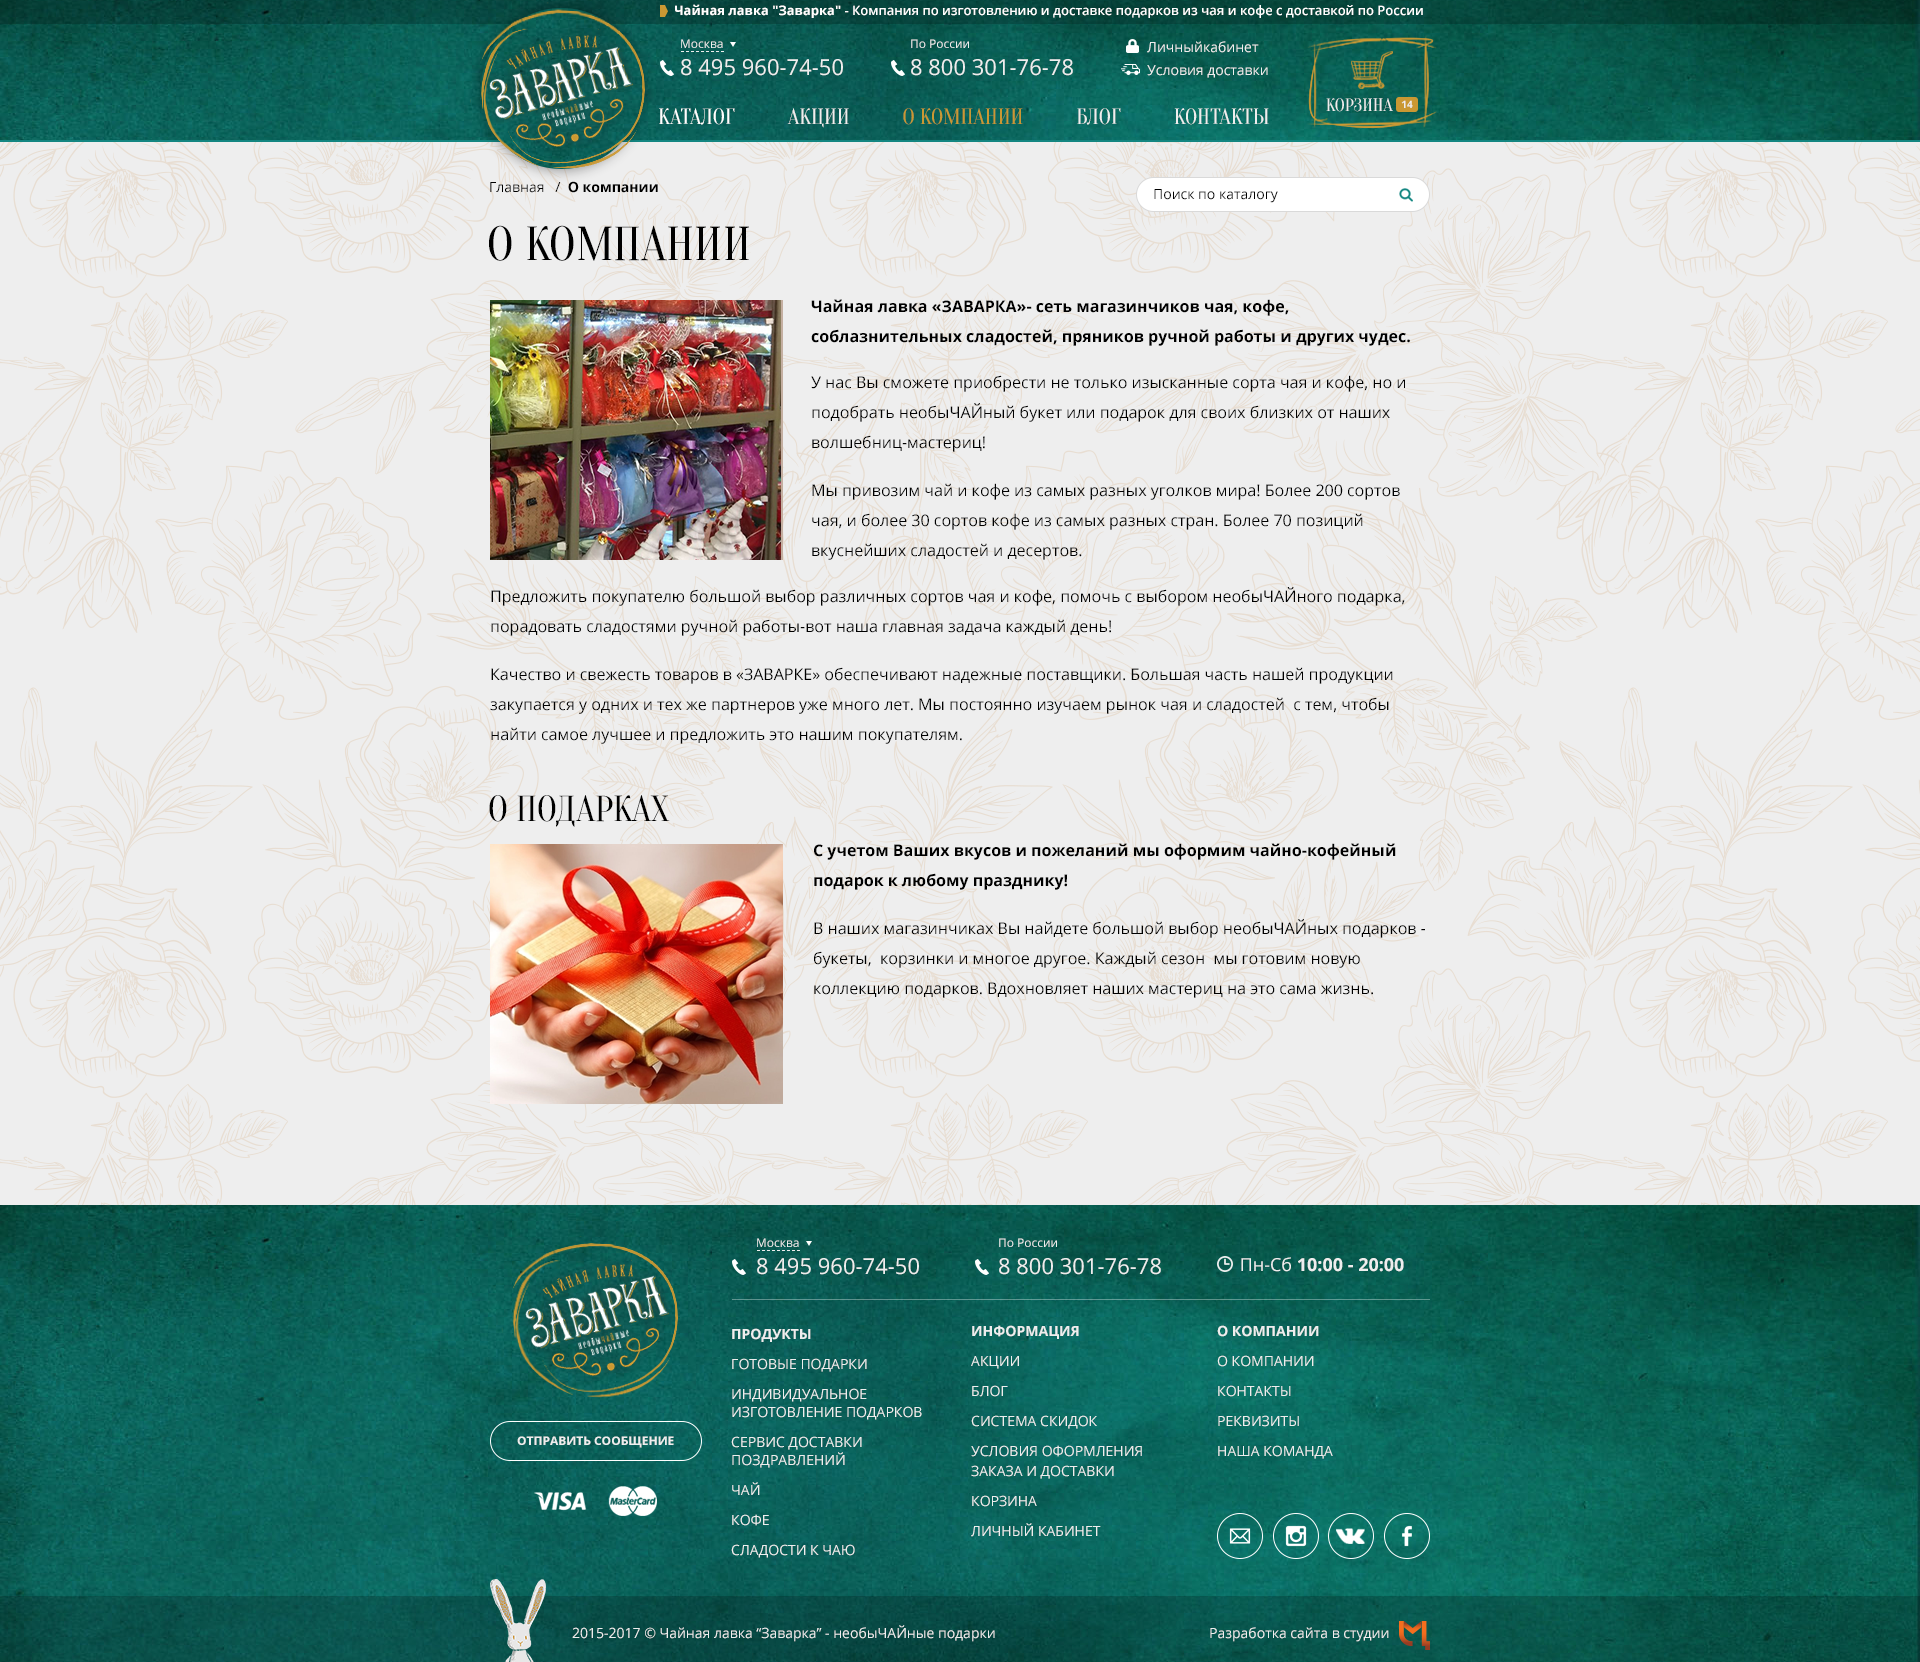 Чайная лавка "Заварка" - Компания по изготовлению и доставке подарков из чая и кофе с доставкой по России
ЧАЙНАЯ ЛАВКА
ЗАВАРКА
необыЧАЙные
подарки
Москва
8 495 960-74-50
По России
8 800 301-76-78
Личныйкабинет
Условия доставки
КОРЗИНА 14
КАТАЛОГ АКЦИИ О КОМПАНИИ БЛОГ КОНТАКТЫ
Главная / О компании
Поиск по каталогу
О КОМПАНИИ
Чайная лавка «ЗАВАРКА»- сеть магазинчиков чая, кофе,
соблазнительных сладостей, пряников ручной работы и других чудес.
У нас Вы сможете приобрести не только изысканные сорта чая и кофе, но и
подобрать необыЧАЙный букет или подарок для своих близких от наших
волшебниц-мастериц!
Мы привозим чай и кофе из самых разных уголков мира! Более 200 сортов
чая, и более 30 сортов кофе из самых разных стран. Более 70 позиций
вкуснейших сладостей и десертов.
Предложить покупателю большой выбор различных сортов чая и кофе, помочь с выбором необыЧАЙного подарка,
порадовать сладостями ручной работы-вот наша главная задача каждый день!
Качество и свежесть товаров в «ЗАВАРКЕ» обеспечивают надежные поставщики. Большая часть нашей продукции
закупается у одних и тех же партнеров уже много лет. Мы постоянно изучаем рынок чая и сладостей  с тем, чтобы
найти самое лучшее и предложить это нашим покупателям.
О ПОДАРКАХ
С учетом Ваших вкусов и пожеланий мы оформим чайно-кофейный
подарок к любому празднику!
В наших магазинчиках Вы найдете большой выбор необыЧАЙных подарков -
букеты,  корзинки и многое другое. Каждый сезон  мы готовим новую
коллекцию подарков. Вдохновляет наших мастериц на это сама жизнь.
ЧАЙНАЯ ЛАВКА
ЗАВАРКА
необыЧАЙные
подарки
ОТПРАВИТЬ СООБЩЕНИЕ
VISA MasterCard
Москва
8 495 960-74-50
По России
8 800 301-76-78
Пн-Сб 10:00 - 20:00
ПРОДУКТЫ
ГОТОВЫЕ ПОДАРКИ
ИНДИВИДУАЛЬНОЕ
ИЗГОТОВЛЕНИЕ ПОДАРКОВ
СЕРВИС ДОСТАВКИ
ПОЗДРАВЛЕНИЙ
ЧАЙ
КОФЕ
СЛАДОСТИ К ЧАЮ
ИНФОРМАЦИЯ
АКЦИИ
БЛОГ
СИСТЕМА СКИДОК
УСЛОВИЯ ОФОРМЛЕНИЯ
ЗАКАЗА И ДОСТАВКИ
КОРЗИНА
ЛИЧНЫЙ КАБИНЕТ
О КОМПАНИИ
О КОМПАНИИ
КОНТАКТЫ
РЕКВИЗИТЫ
НАША КОМАНДА
2015-2017 © Чайная лавка “Заварка” - необыЧАЙные подарки
Разработка сайта в студии